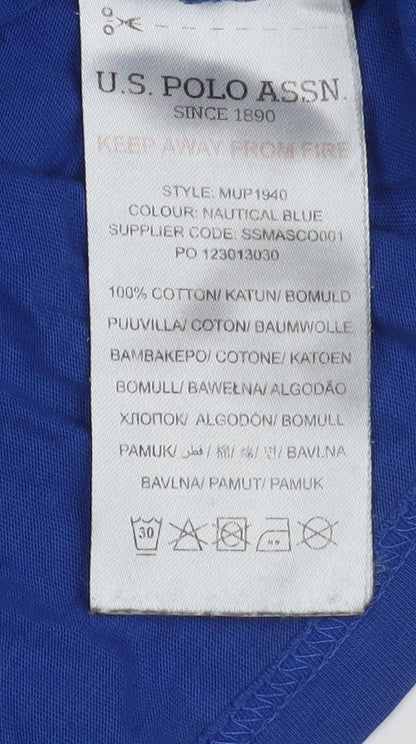 U.S. POLO ASSN.
SINCE 1890
KEEP AWAY FROM FIRE
STYLE: MUP1940
COLOUR: NAUTICAL BLUE
SUPPLIER CODE: SSMASCO001
PO 123013030
100% COTTON/ KATUN/ BOMULD
PUUVILLA/ COTON/ BAUMWOLLE
BAMBAKEPO/ COTONE/ KATOEN
BOMULL/ BAWEŁNA/ ALGODÃO
ХЛОПОК/ ALGODÓN/ BOMULL
PAMUK/ قطن / 棉/ 綿/ 면/ BAVLNA
BAVLNA/ PAMUT/ PAMUK
30